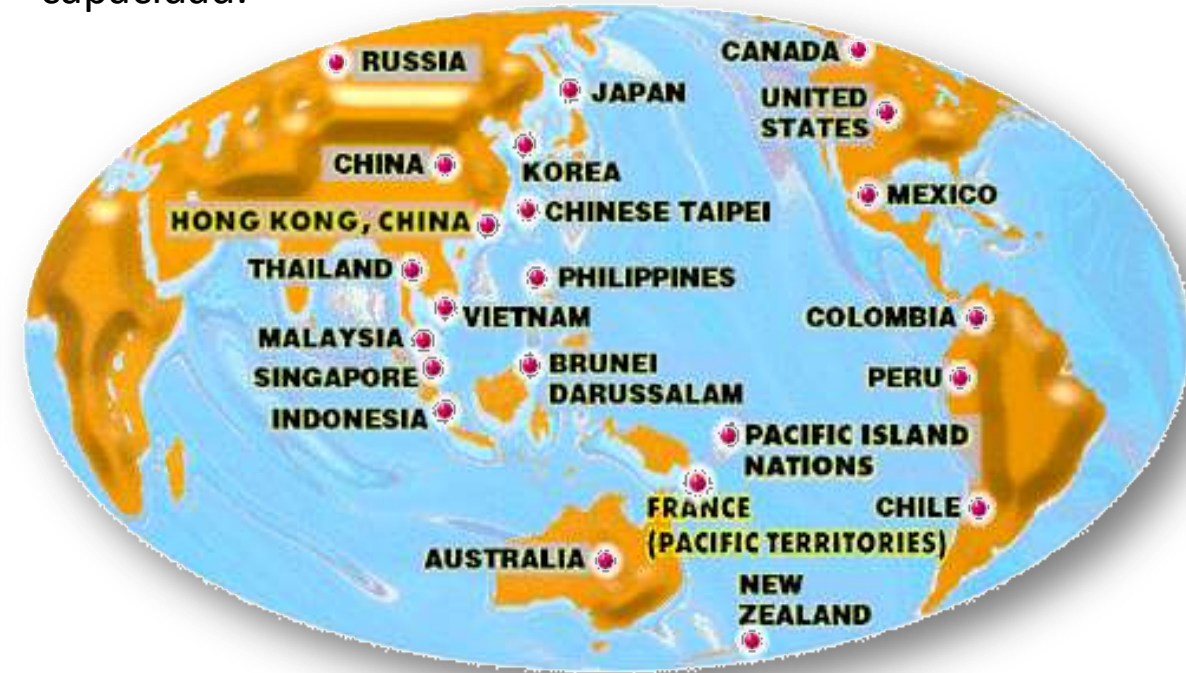 capacidad.
RUSSIA
CANADA
JAPAN
UNITED
STATES
CHINA
KOREA
MEXICO
HONG KONG, CHINA
CHINESE TAIPEI
THAILAND
PHILIPPINES
VIETNAM
COLOMBIA
MALAYSIA
SINGAPORE
BRUNEI
DARUSSALAM
PERU
INDONESIA
PACIFIC ISLAND
NATIONS
FRANCE
(PACIFIC TERRITORIES)
CHILE
AUSTRALIA
NEW
ZEALAND